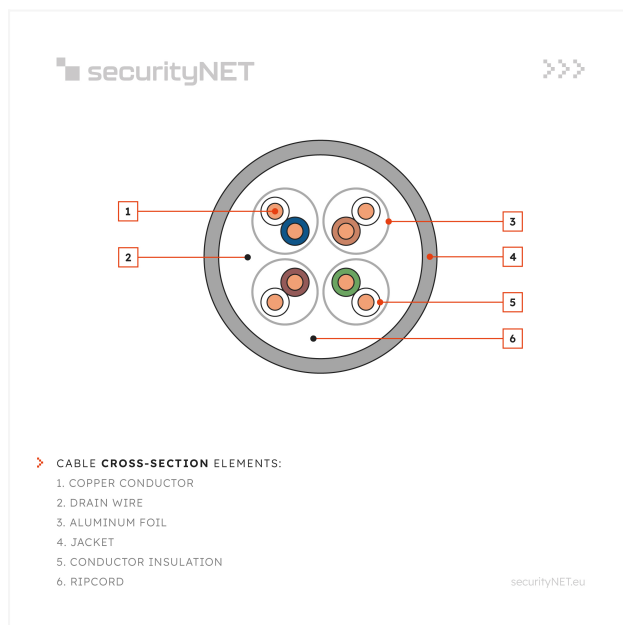 securityNET
1
2
3
4
5
6
CABLE CROSS-SECTION ELEMENTS:
1. COPPER CONDUCTOR
2. DRAIN WIRE
3. ALUMINUM FOIL
4. JACKET
5. CONDUCTOR INSULATION
6. RIPCORD
securityNET.eu